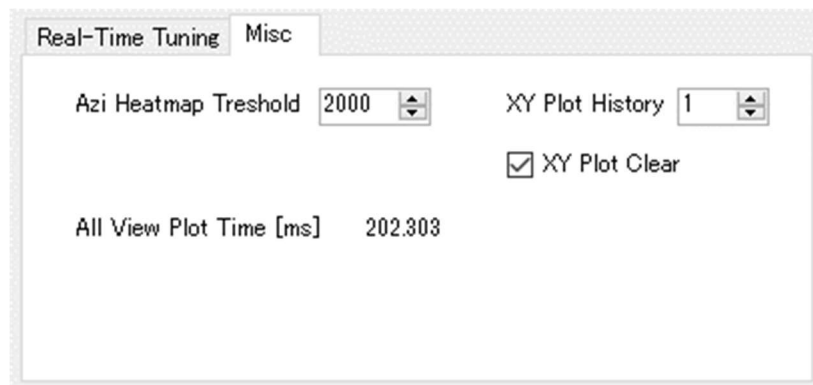 Real-Time Tuning Misc
Azi Heatmap Treshold 2000 XY Plot History 1
XY Plot Clear
All View Plot Time [ms] 202.303